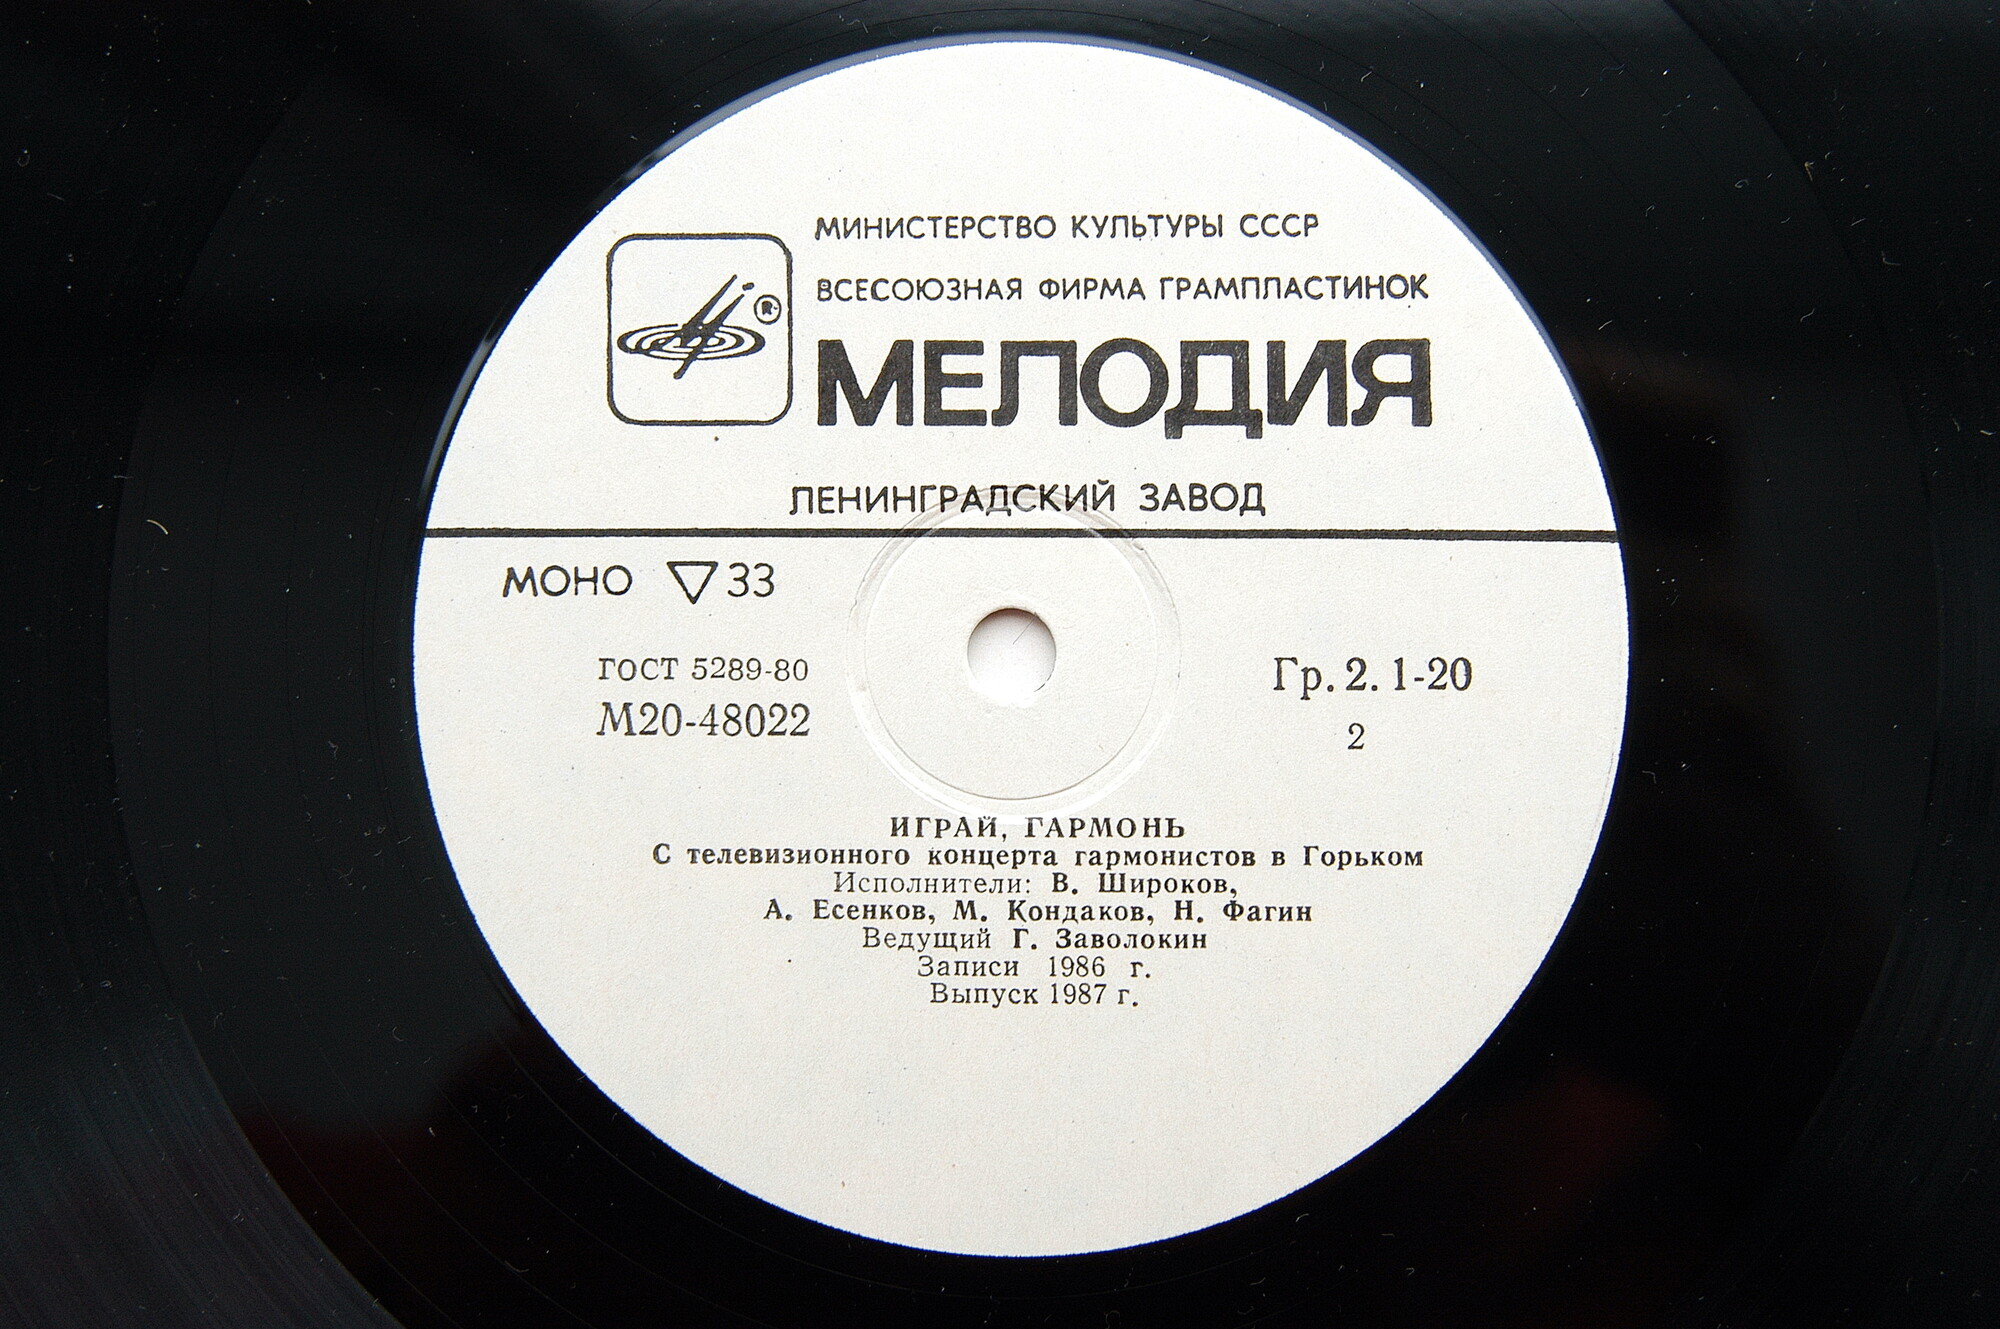 МИНИСТЕРСТВО КУЛЬТУРЫ СССР
ВСЕСОЮЗНАЯ ФИРМА ГРАМПЛАСТИНОК
®
МЕЛОДИЯ
ЛЕНИНГРАДСКИЙ ЗАВОД
МОНО ▽ 33
ГОСТ 5289-80
М20-48022
Гр. 2. 1-20
2
ИГРАЙ, ГАРМОНЬ
С телевизионного концерта гармонистов в Горьком
Исполнители: В. Широков,
А. Есенков, М. Кондаков, Н. Фагин
Ведущий Г. Заволокин
Записи 1986 г.
Выпуск 1987 г.